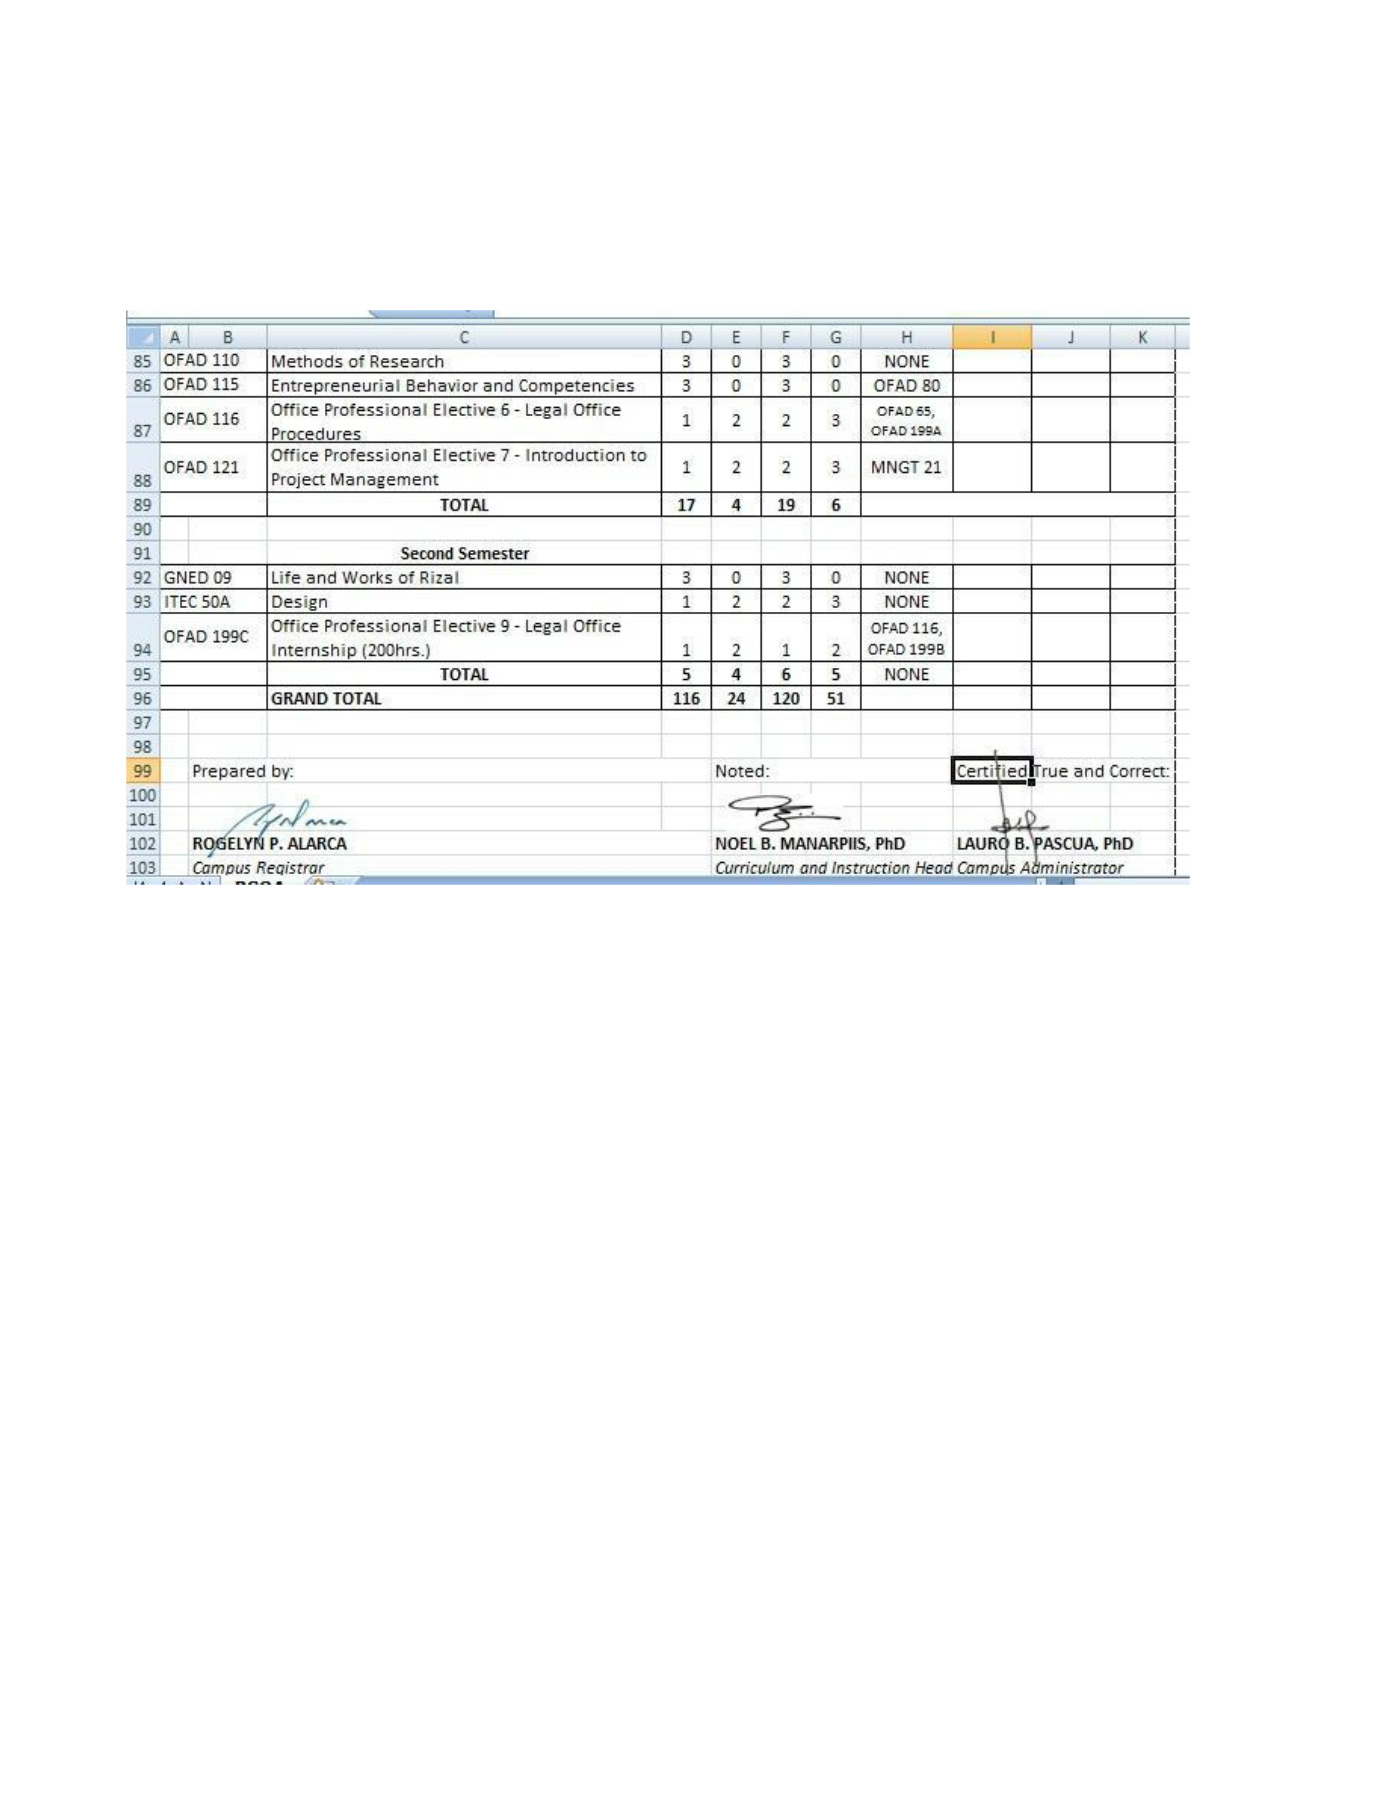 A B C D E F G H I J K
85 OFAD 110 Methods of Research 3 0 3 0 NONE
86 OFAD 115 Entrepreneurial Behavior and Competencies 3 0 3 0 OFAD 80
Office Professional Elective 6 - Legal Office OFAD 65,
87 OFAD 116 Procedures 1 2 2 3 OFAD 199A
Office Professional Elective 7 - Introduction to
88 OFAD 121 Project Management 1 2 2 3 MNGT 21
89 TOTAL 17 4 19 6
90
91 Second Semester
92 GNED 09 Life and Works of Rizal 3 0 3 0 NONE
93 ITEC 50A Design 1 2 2 3 NONE
Office Professional Elective 9 - Legal Office OFAD 116,
94 OFAD 199C Internship (200hrs.) 1 2 1 2 OFAD 199B
95 TOTAL 5 4 6 5 NONE
96 GRAND TOTAL 116 24 120 51
97
98
99 Prepared by: Noted: Certified True and Correct:
100
101
102 ROGELYN P. ALARCA NOEL B. MANARPIIS, PhD LAURO B. PASCUA, PhD
103 Campus Registrar Curriculum and Instruction Head Campus Administrator